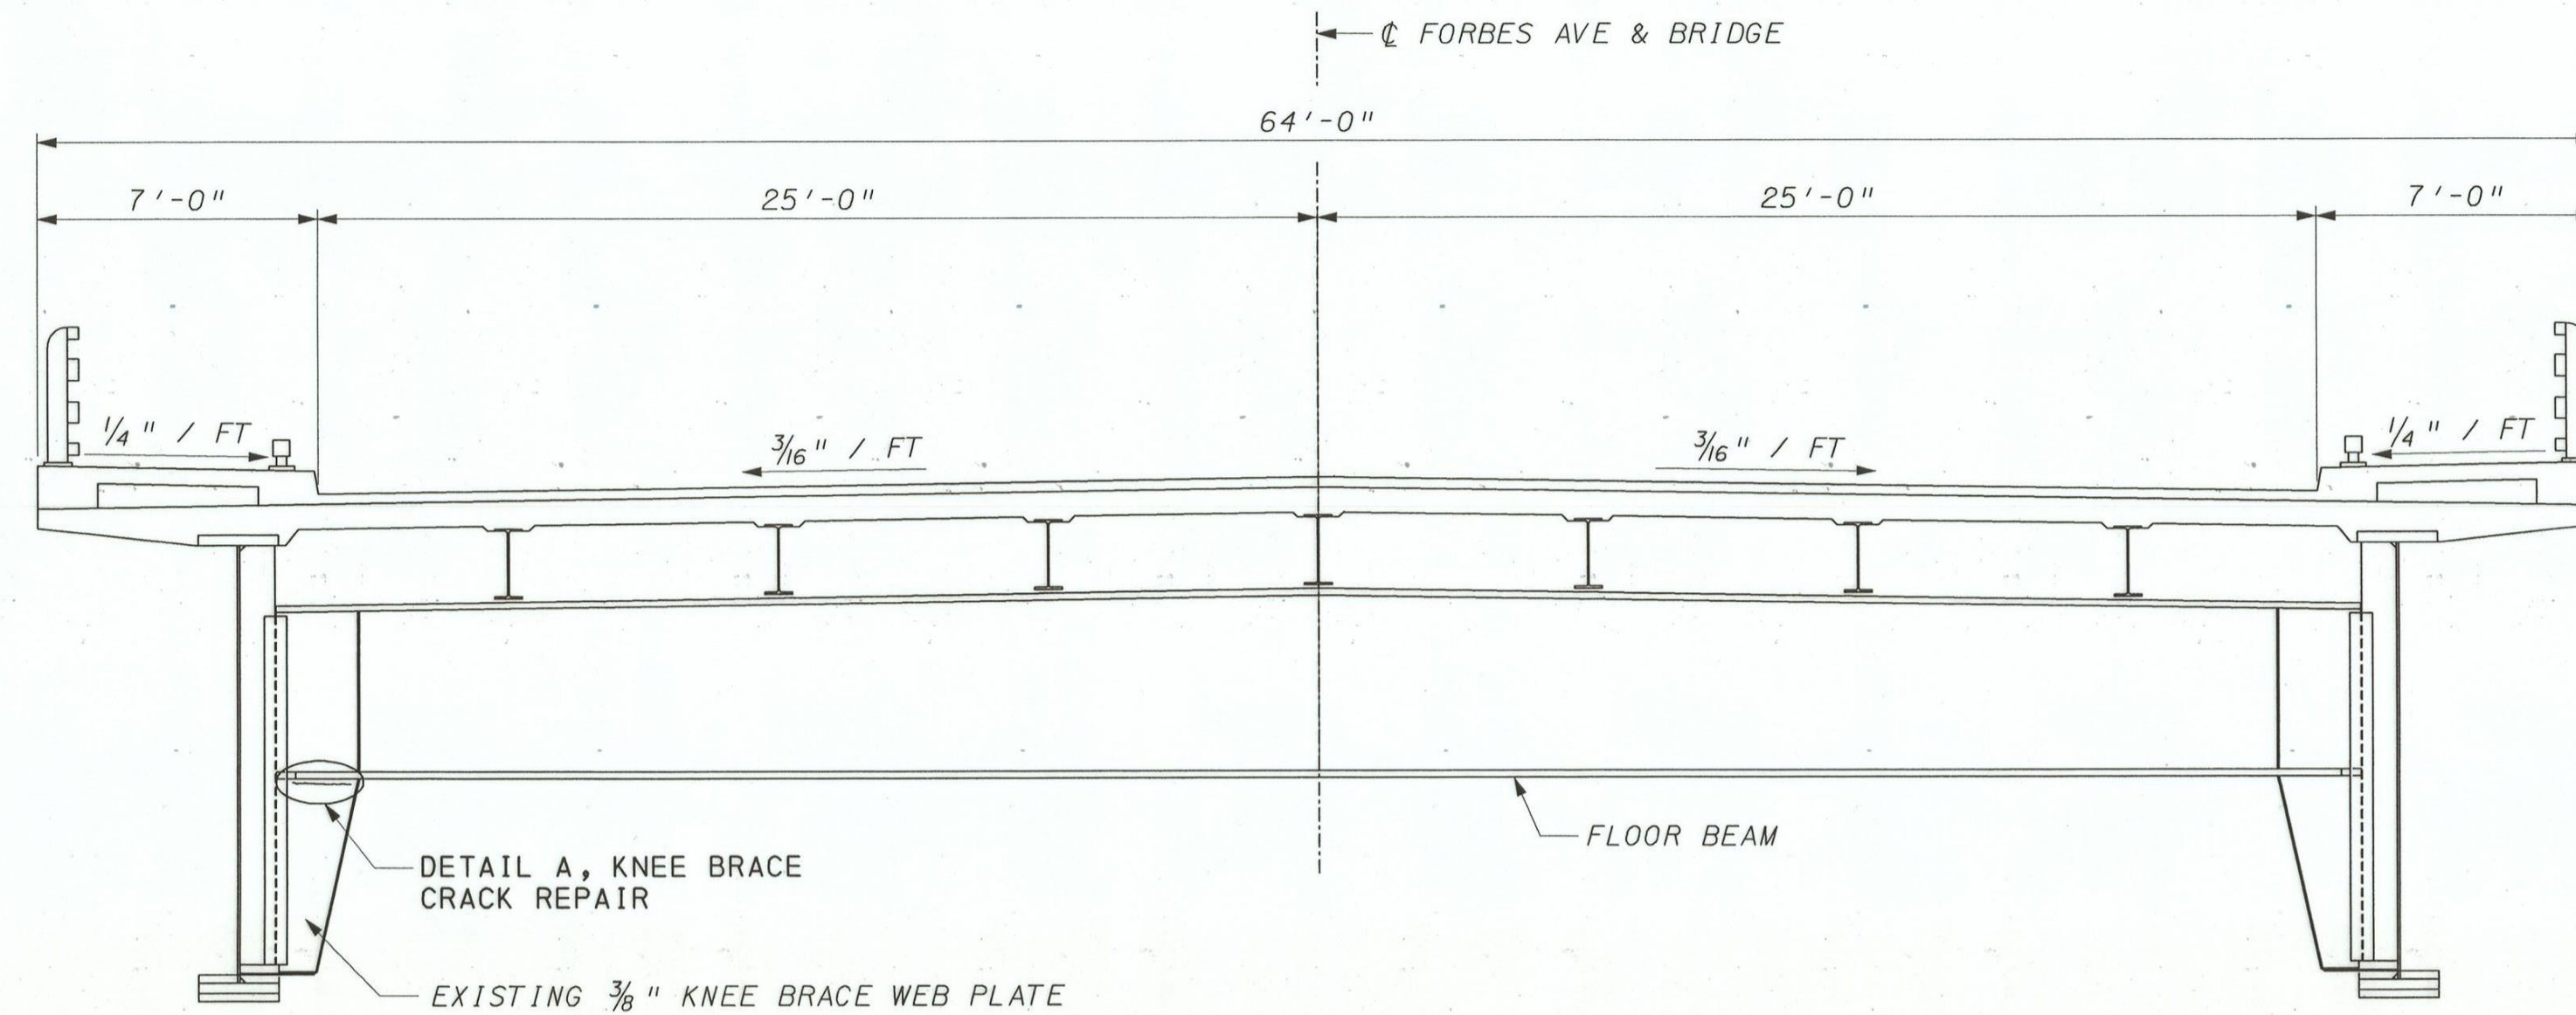 ℄ FORBES AVE & BRIDGE
64'-0"
7'-0" 25'-0" 25'-0" 7'-0"
1/4" / FT 3/16" / FT 3/16" / FT 1/4" / FT
FLOOR BEAM
DETAIL A, KNEE BRACE
CRACK REPAIR
EXISTING 3/8" KNEE BRACE WEB PLATE